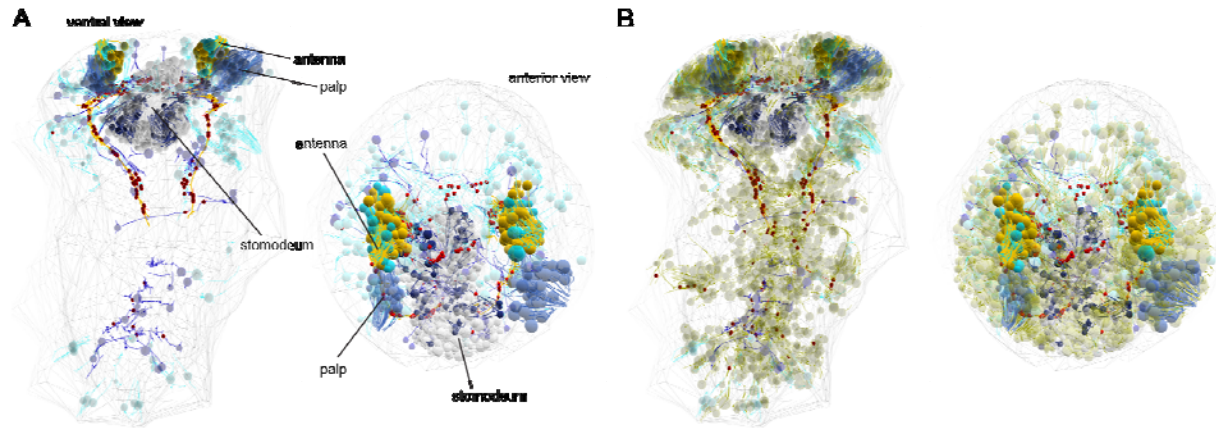 A
ventral view
B
antenna
palp
anterior view
antenna
stomodeum
palp
stomodeum